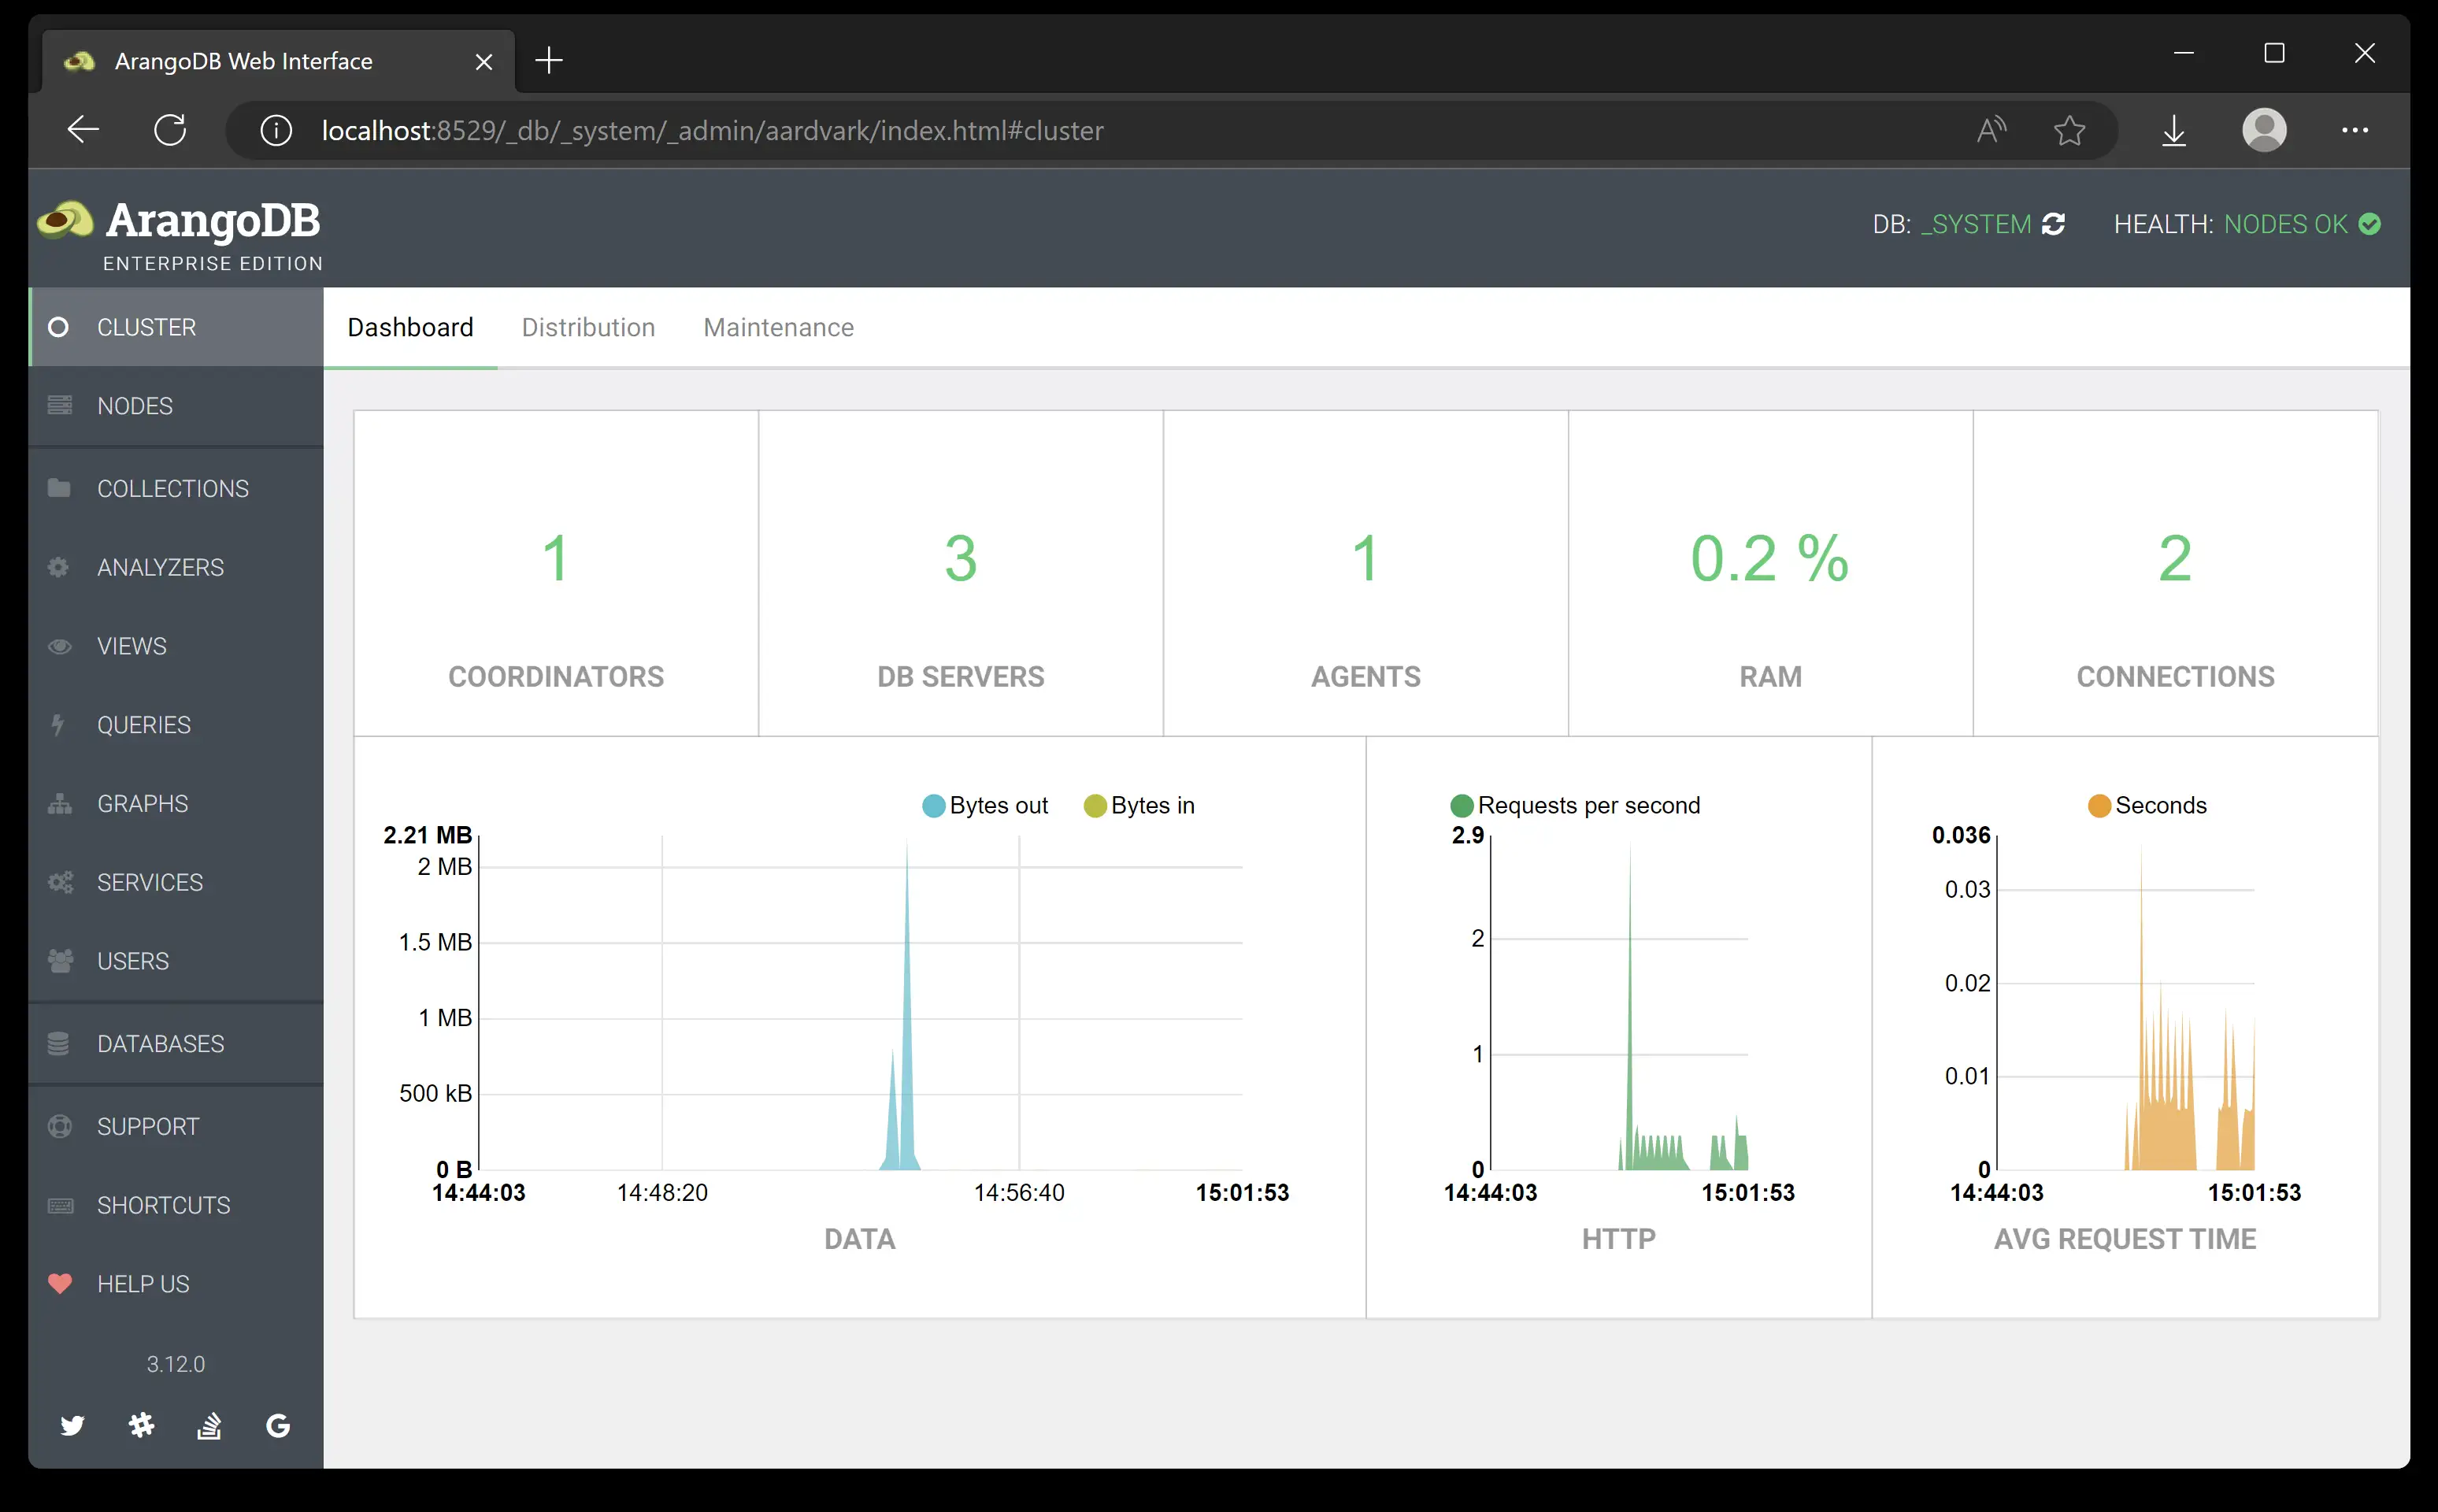 ArangoDB Web Interface
localhost:8529/_db/_system/_admin/aardvark/index.html#cluster
ArangoDB
ENTERPRISE EDITION
DB: _SYSTEM
HEALTH: NODES OK
CLUSTER
NODES
COLLECTIONS
ANALYZERS
VIEWS
QUERIES
GRAPHS
SERVICES
USERS
DATABASES
SUPPORT
SHORTCUTS
HELP US
3.12.0
Dashboard Distribution Maintenance
1
COORDINATORS
3
DB SERVERS
1
AGENTS
0.2 %
RAM
2
CONNECTIONS
Bytes out Bytes in
2.21 MB
2 MB
1.5 MB
1 MB
500 kB
0 B
14:44:03 14:48:20 14:56:40 15:01:53
DATA
Requests per second
2.9
2
1
0
14:44:03 15:01:53
HTTP
Seconds
0.036
0.03
0.02
0.01
0
14:44:03 15:01:53
AVG REQUEST TIME